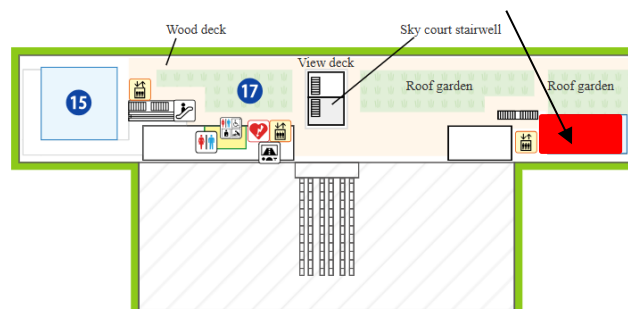 Wood deck
Sky court stairwell
View deck
15
17
Roof garden
Roof garden